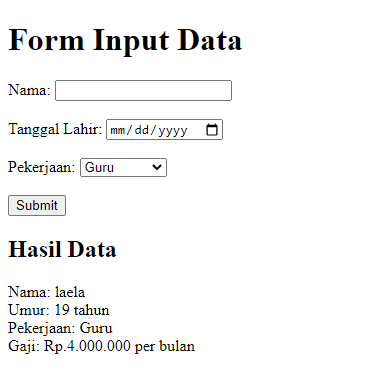 Form Input Data
Nama:
Tanggal Lahir: mm/dd/yyyy
Pekerjaan: Guru
Submit
Hasil Data
Nama: laela
Umur: 19 tahun
Pekerjaan: Guru
Gaji: Rp.4.000.000 per bulan